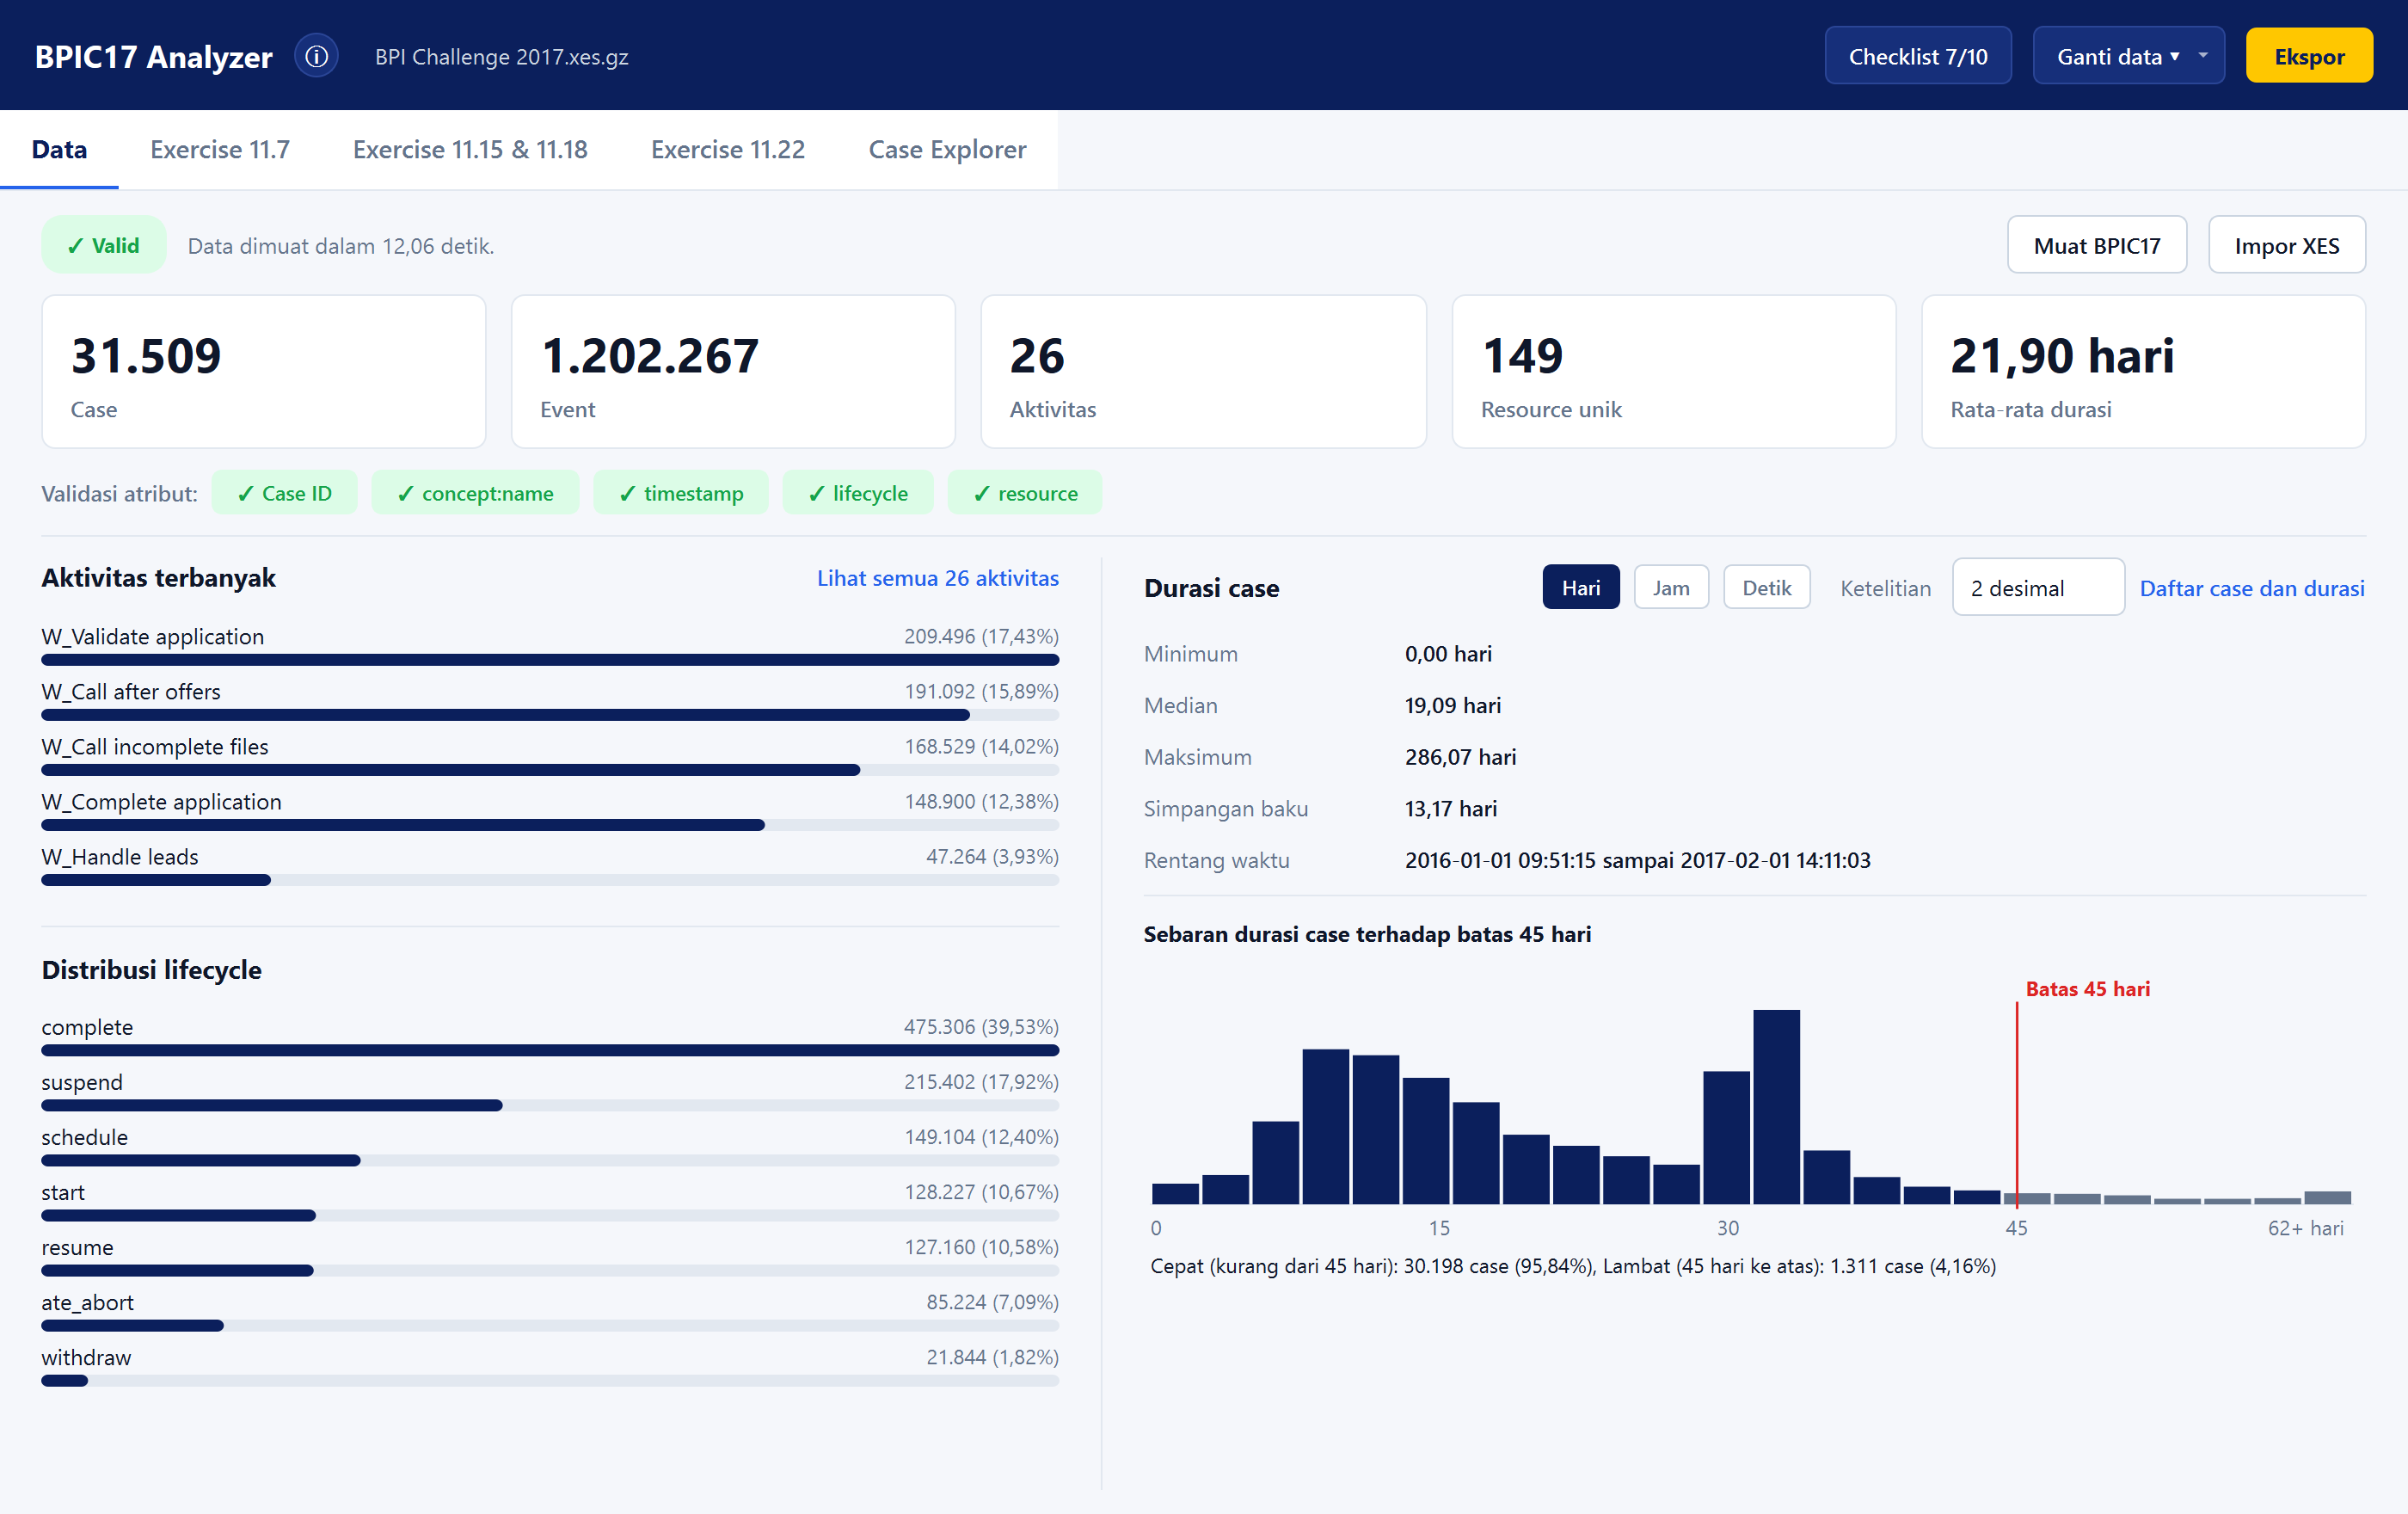 BPIC17 Analyzer
BPI Challenge 2017.xes.gz
Checklist 7/10
Ganti data ▾
Ekspor
Data
Exercise 11.7
Exercise 11.15 & 11.18
Exercise 11.22
Case Explorer
✓ Valid
Data dimuat dalam 12,06 detik.
Muat BPIC17
Impor XES
31.509
Case
1.202.267
Event
26
Aktivitas
149
Resource unik
21,90 hari
Rata-rata durasi
Validasi atribut:
✓ Case ID
✓ concept:name
✓ timestamp
✓ lifecycle
✓ resource
Aktivitas terbanyak
Lihat semua 26 aktivitas
W_Validate application 209.496 (17,43%)
W_Call after offers 191.092 (15,89%)
W_Call incomplete files 168.529 (14,02%)
W_Complete application 148.900 (12,38%)
W_Handle leads 47.264 (3,93%)
Distribusi lifecycle
complete 475.306 (39,53%)
suspend 215.402 (17,92%)
schedule 149.104 (12,40%)
start 128.227 (10,67%)
resume 127.160 (10,58%)
ate_abort 85.224 (7,09%)
withdraw 21.844 (1,82%)
Durasi case
Hari
Jam
Detik
Ketelitian
2 desimal
Daftar case dan durasi
Minimum 0,00 hari
Median 19,09 hari
Maksimum 286,07 hari
Simpangan baku 13,17 hari
Rentang waktu 2016-01-01 09:51:15 sampai 2017-02-01 14:11:03
Sebaran durasi case terhadap batas 45 hari
Batas 45 hari
0 15 30 45 62+ hari
Cepat (kurang dari 45 hari): 30.198 case (95,84%), Lambat (45 hari ke atas): 1.311 case (4,16%)